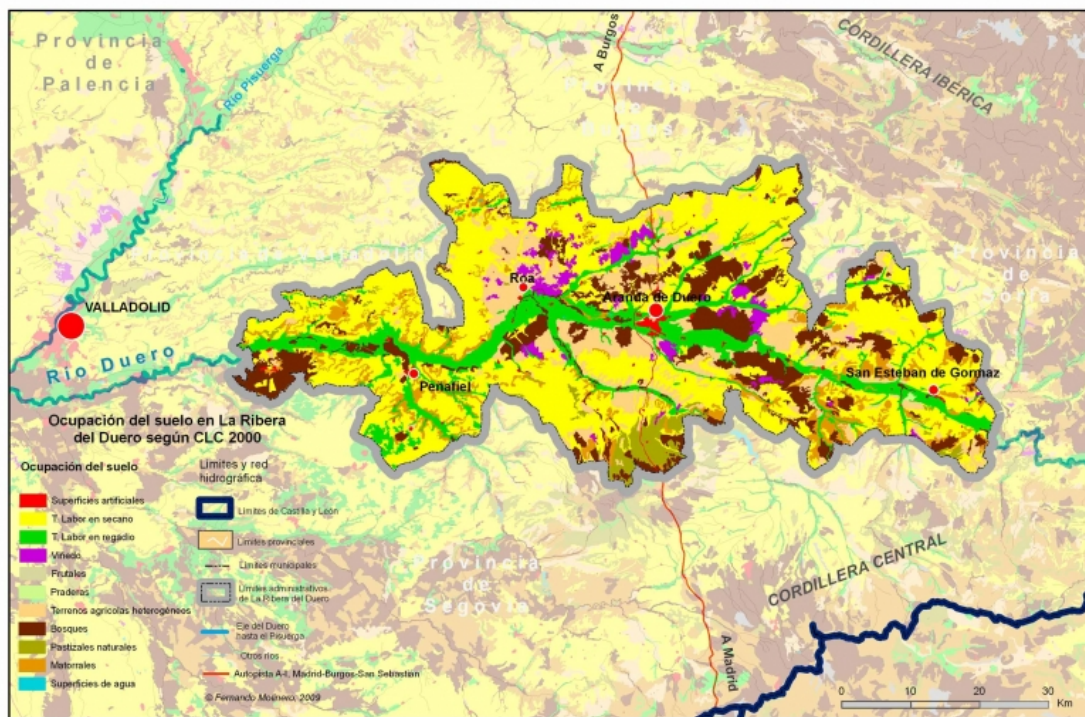 Provincia
de
Palencia
Río Pisuerga
A Burgos
CORDILLERA IBÉRICA
Provincia
de
Burgos
Provincia de Valladolid
Provincia
de
Soria
VALLADOLID
Río Duero
Roa
Aranda de Duero
Peñafiel
San Esteban de Gormaz
Provincia
de
Segovia
CORDILLERA CENTRAL
A Madrid
Ocupación del suelo en La Ribera
del Duero según CLC 2000
Ocupación del suelo
Superficies artificiales
T. Labor en secano
T. Labor en regadío
Viñedo
Frutales
Praderas
Terrenos agrícolas heterogéneos
Bosques
Pastizales naturales
Matorrales
Superficies de agua
Límites y red
hidrográfica
Límites de Castilla y León
Límites provinciales
Límites municipales
Límites administrativos
de La Ribera del Duero
Eje del Duero
hasta el Pisuerga
Otros ríos
Autopista A-I, Madrid-Burgos-San Sebastián
© Fernando Molinero, 2009
0 10 20 30
Km